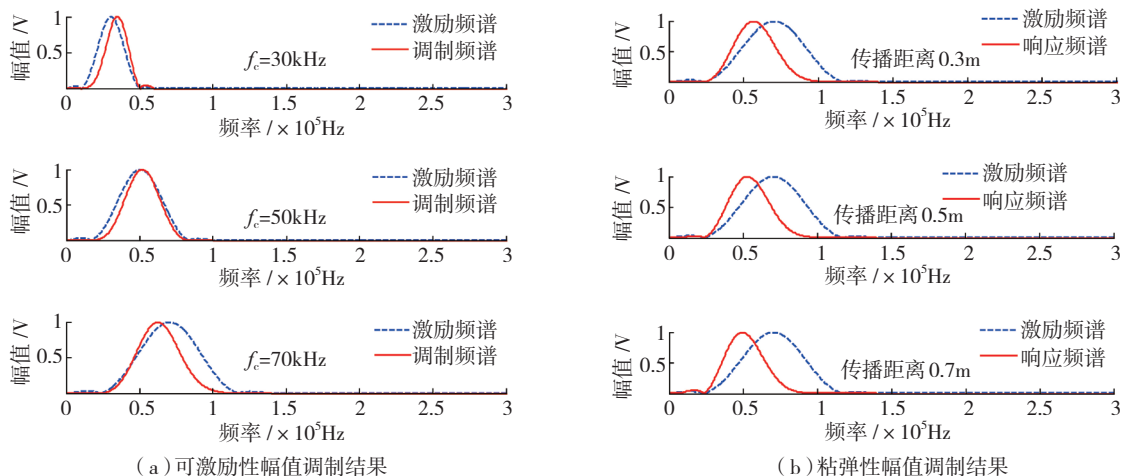 幅值 /V
1
0.5
激励频谱
调制频谱
f_c=30kHz
0 0.5 1 1.5 2 2.5 3
频率 / × 10⁵Hz
幅值 /V
1
0.5
激励频谱
调制频谱
f_c=50kHz
0 0.5 1 1.5 2 2.5 3
频率 / × 10⁵Hz
幅值 /V
1
0.5
激励频谱
调制频谱
f_c=70kHz
0 0.5 1 1.5 2 2.5 3
频率 / × 10⁵Hz
(a)可激励性幅值调制结果
幅值 /V
1
0.5
激励频谱
响应频谱
传播距离 0.3m
0 0.5 1 1.5 2 2.5 3
频率 / × 10⁵Hz
幅值 /V
1
0.5
激励频谱
响应频谱
传播距离 0.5m
0 0.5 1 1.5 2 2.5 3
频率 / × 10⁵Hz
幅值 /V
1
0.5
激励频谱
响应频谱
传播距离 0.7m
0 0.5 1 1.5 2 2.5 3
频率 / × 10⁵Hz
(b)粘弹性幅值调制结果